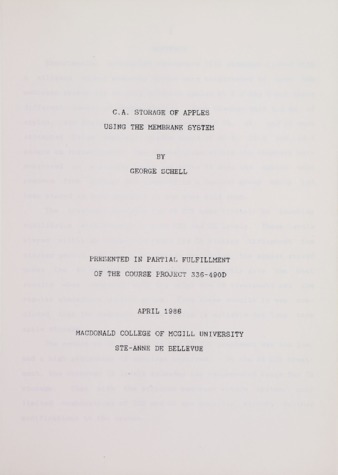 C.A. STORAGE OF APPLES
USING THE MEMBRANE SYSTEM
BY
GEORGE SCHELL
PRESENTED IN PARTIAL FULFILLMENT
OF THE COURSE PROJECT 336-490D
APRIL 1986
MACDONALD COLLEGE OF MCGILL UNIVERSITY
STE-ANNE DE BELLEVUE